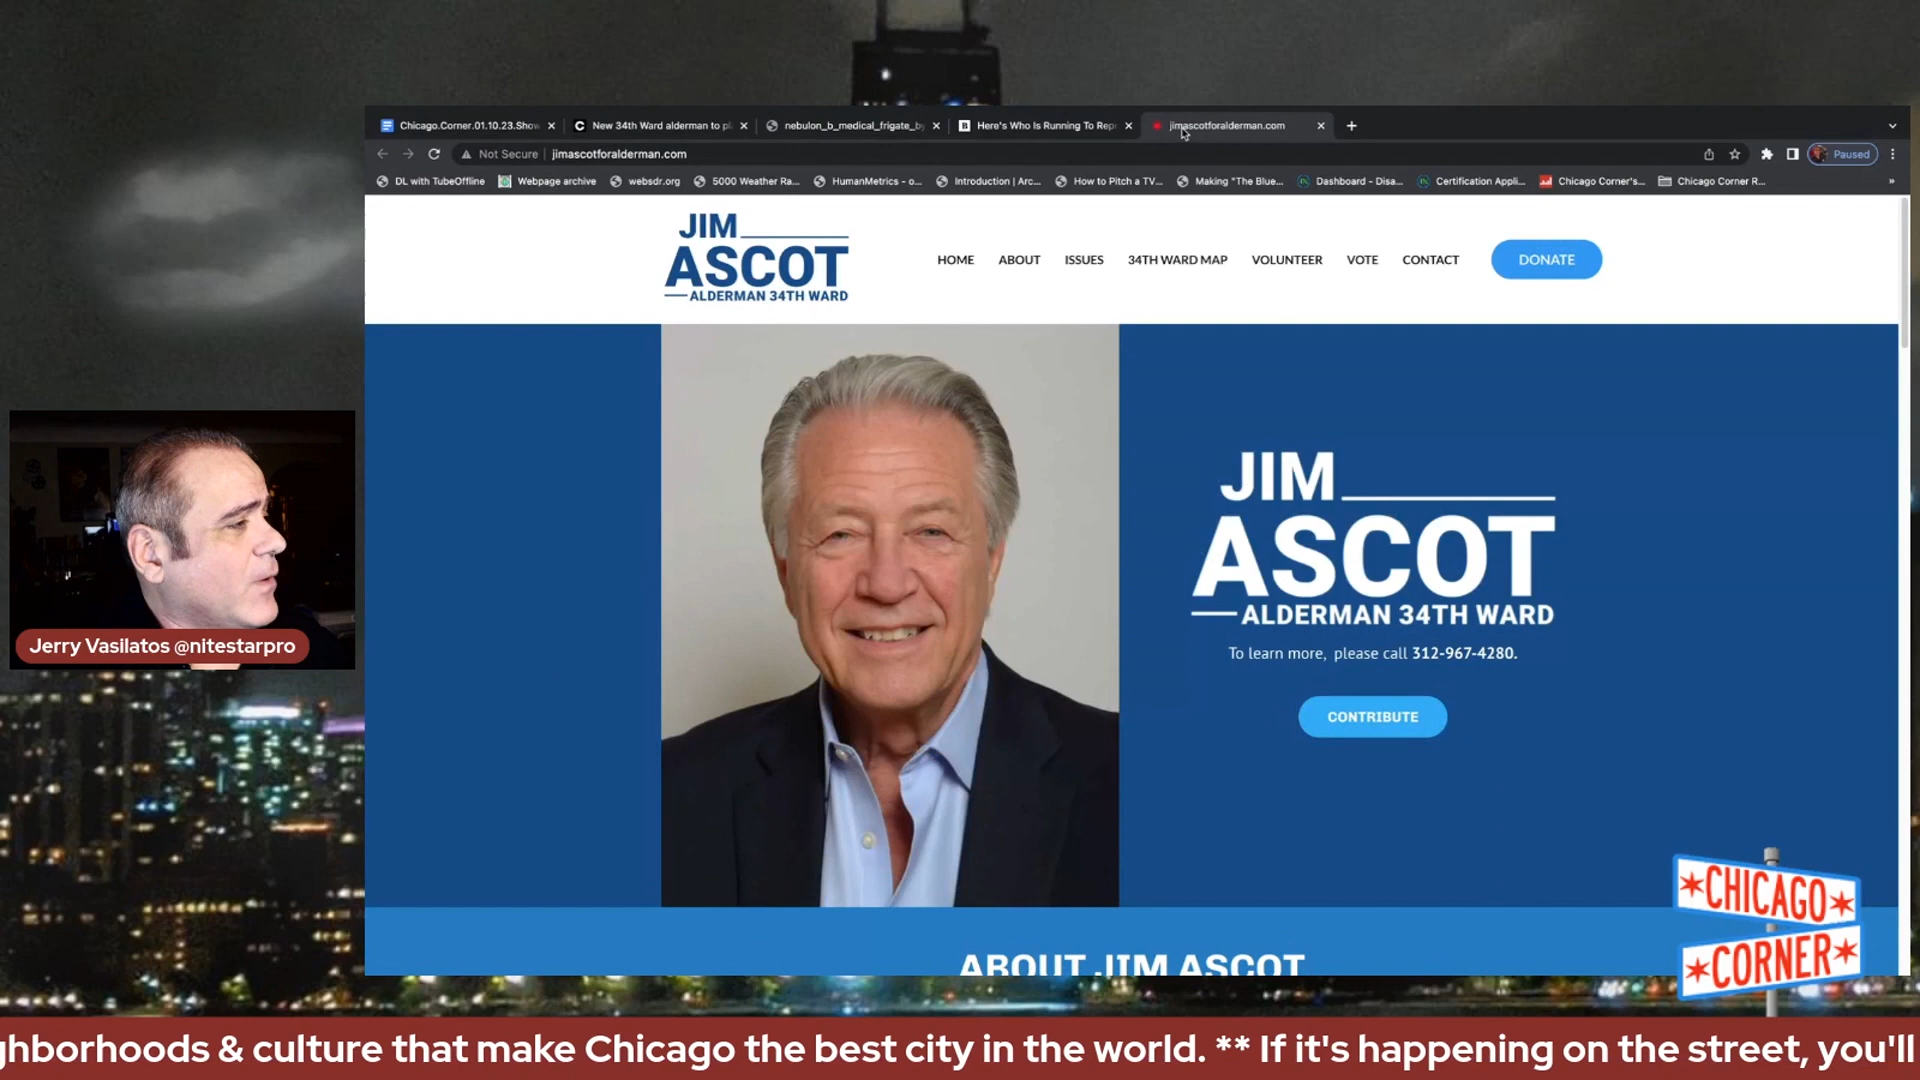 Chicago.Corner.01.10.23.Show
New 34th Ward alderman to pl
nebulon_b_medical_frigate_by
Here's Who Is Running To Rep
jimascotforalderman.com
Not Secure
jimascotforalderman.com
Paused
DL with TubeOffline
Webpage archive
websdr.org
5000 Weather Ra...
HumanMetrics - o...
Introduction | Arc...
How to Pitch a TV...
Making "The Blue...
Dashboard - Disa...
Certification Appli...
Chicago Corner's...
Chicago Corner R...
JIM
ASCOT
ALDERMAN 34TH WARD
HOME
ABOUT
ISSUES
34TH WARD MAP
VOLUNTEER
VOTE
CONTACT
DONATE
JIM
ASCOT
ALDERMAN 34TH WARD
To learn more, please call 312-967-4280.
CONTRIBUTE
Jerry Vasilatos @nitestarpro
ABOUT JIM ASCOT
CHICAGO
CORNER
ghborhoods & culture that make Chicago the best city in the world. ** If it's happening on the street, you'll